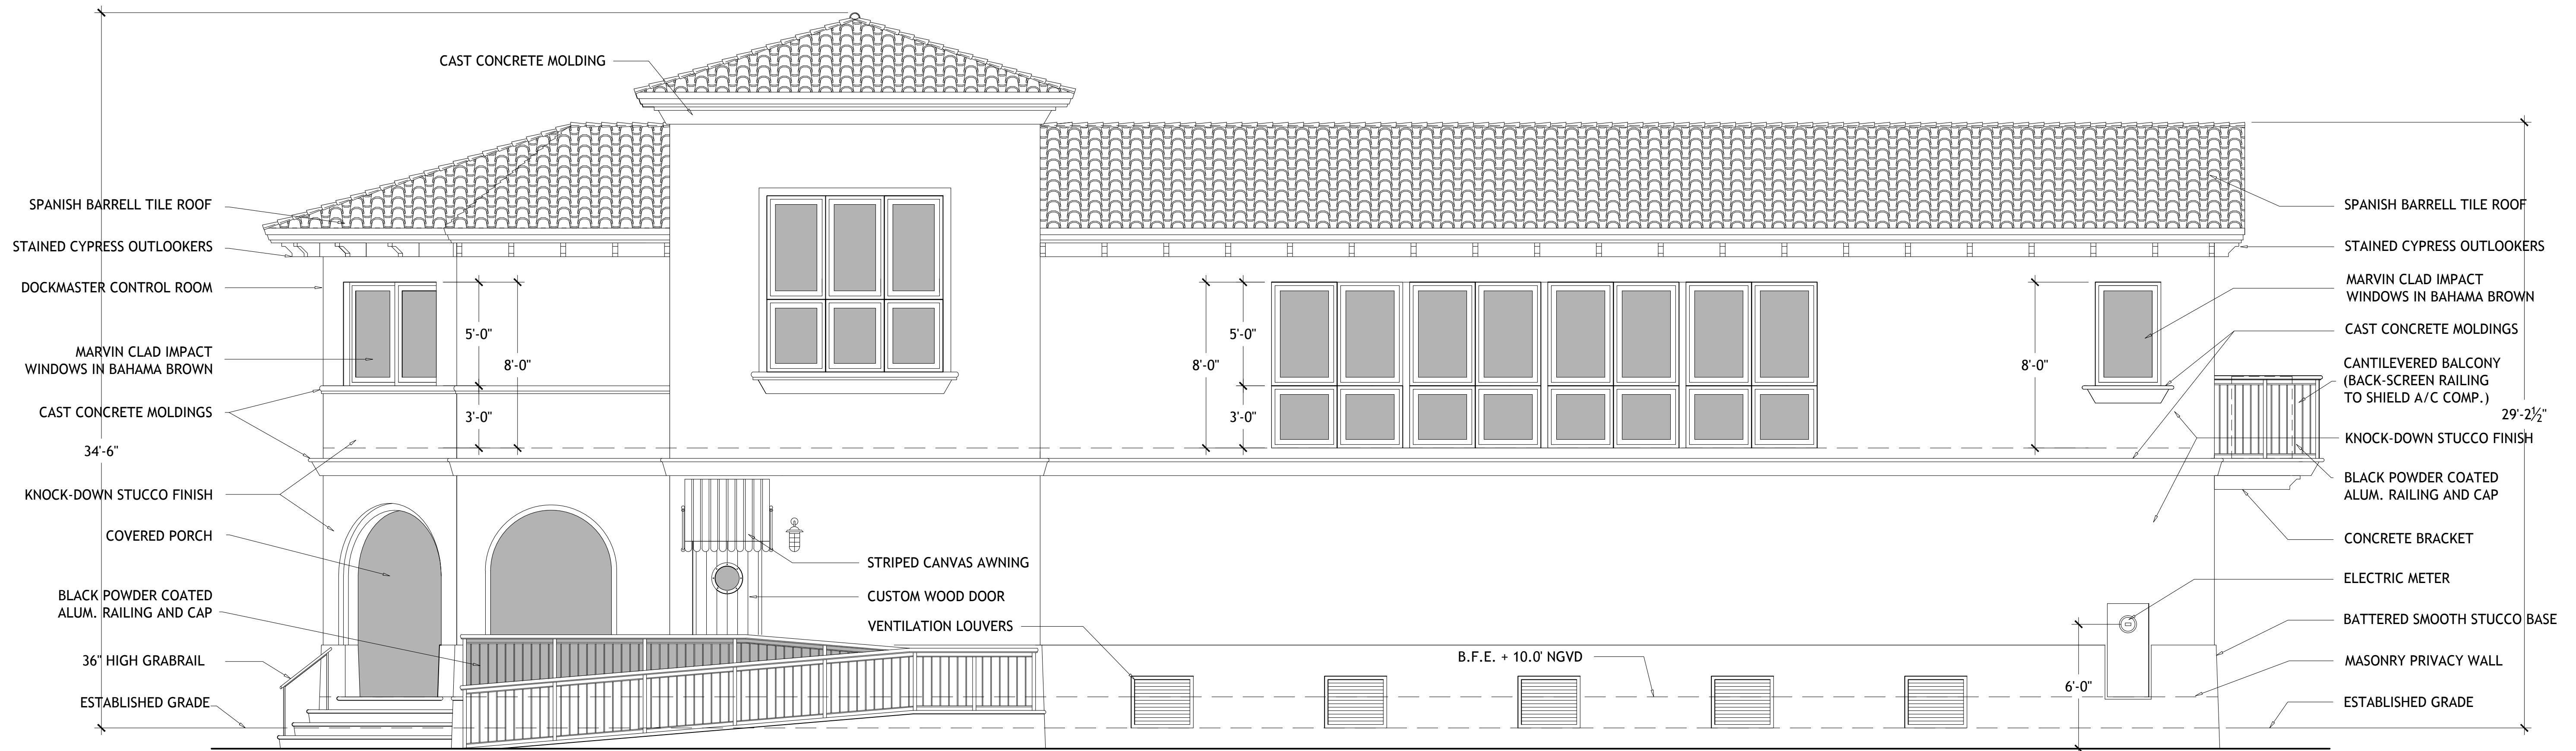 CAST CONCRETE MOLDING
SPANISH BARRELL TILE ROOF
STAINED CYPRESS OUTLOOKERS
DOCKMASTER CONTROL ROOM
MARVIN CLAD IMPACT
WINDOWS IN BAHAMA BROWN
CAST CONCRETE MOLDINGS
34'-6"
KNOCK-DOWN STUCCO FINISH
COVERED PORCH
BLACK POWDER COATED
ALUM. RAILING AND CAP
36" HIGH GRABRAIL
ESTABLISHED GRADE
5'-0"
8'-0"
3'-0"
STRIPED CANVAS AWNING
CUSTOM WOOD DOOR
VENTILATION LOUVERS
5'-0"
8'-0"
3'-0"
8'-0"
B.F.E. + 10.0' NGVD
6'-0"
SPANISH BARRELL TILE ROOF
STAINED CYPRESS OUTLOOKERS
MARVIN CLAD IMPACT
WINDOWS IN BAHAMA BROWN
CAST CONCRETE MOLDINGS
CANTILEVERED BALCONY
(BACK-SCREEN RAILING
TO SHIELD A/C COMP.)
29'-2½"
KNOCK-DOWN STUCCO FINISH
BLACK POWDER COATED
ALUM. RAILING AND CAP
CONCRETE BRACKET
ELECTRIC METER
BATTERED SMOOTH STUCCO BASE
MASONRY PRIVACY WALL
ESTABLISHED GRADE